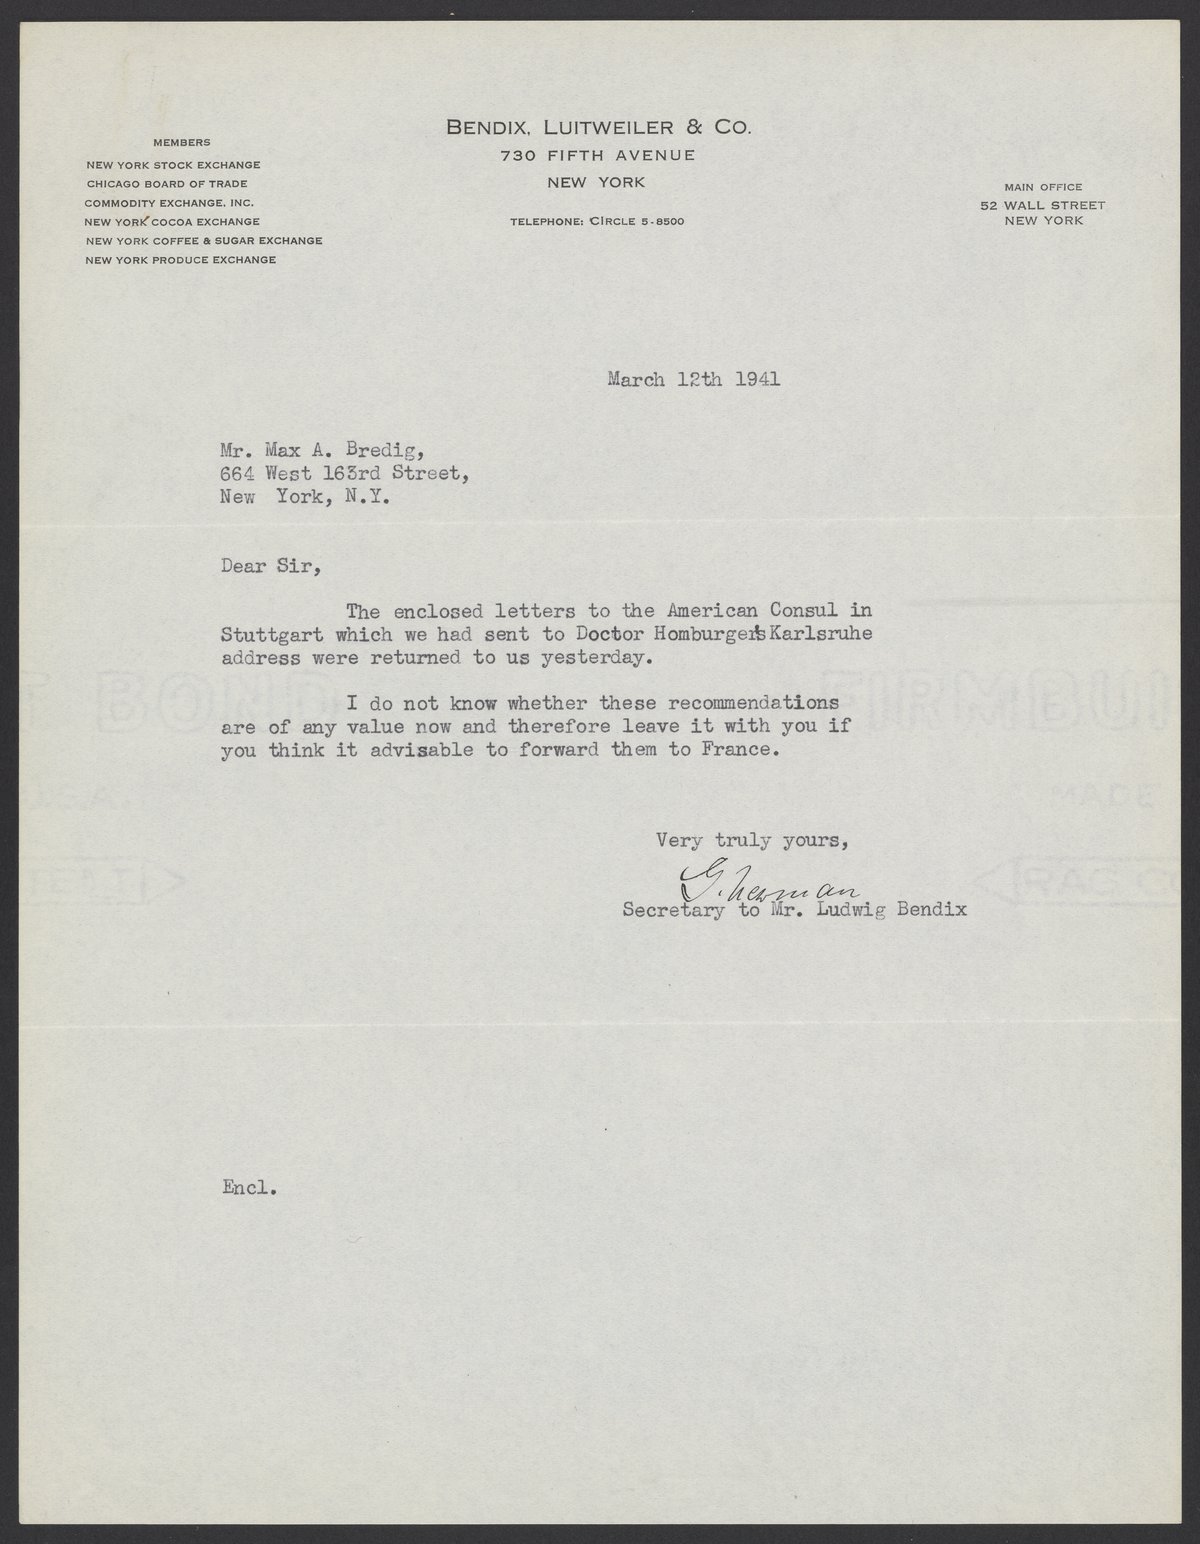 MEMBERS
NEW YORK STOCK EXCHANGE
CHICAGO BOARD OF TRADE
COMMODITY EXCHANGE, INC.
NEW YORK COCOA EXCHANGE
NEW YORK COFFEE & SUGAR EXCHANGE
NEW YORK PRODUCE EXCHANGE
BENDIX, LUITWEILER & CO.
730 FIFTH AVENUE
NEW YORK
TELEPHONE: CIRCLE 5-8500
MAIN OFFICE
52 WALL STREET
NEW YORK
March 12th 1941
Mr. Max A. Bredig,
664 West 163rd Street,
New York, N.Y.
Dear Sir,
The enclosed letters to the American Consul in
Stuttgart which we had sent to Doctor Homburger's Karlsruhe
address were returned to us yesterday.
I do not know whether these recommendations
are of any value now and therefore leave it with you if
you think it advisable to forward them to France.
Very truly yours,
G. Newman
Secretary to Mr. Ludwig Bendix
Encl.